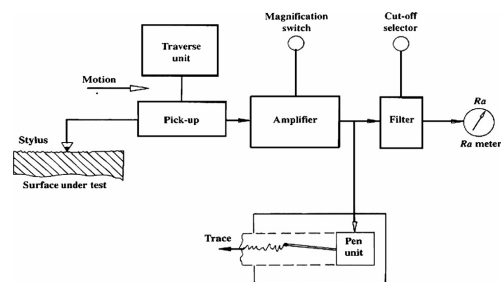 Magnification
switch
Cut-off
selector
Traverse
unit
Motion
Pick-up
Amplifier
Filter
Ra
Ra meter
Stylus
Surface under test
Trace
Pen
unit